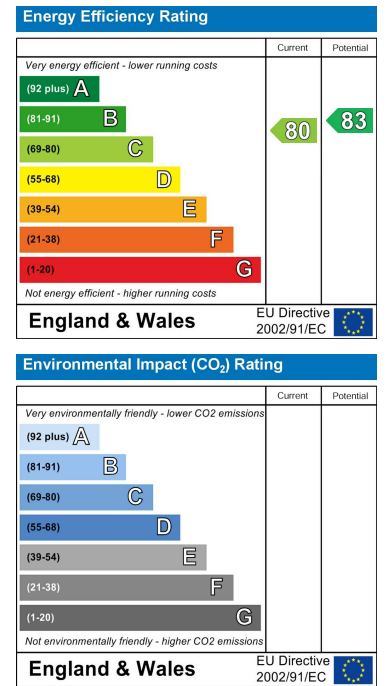 Energy Efficiency Rating
Current Potential
Very energy efficient - lower running costs
(92 plus) A
(81-91) B
(69-80) C
(55-68) D
(39-54) E
(21-38) F
(1-20) G
80 83
Not energy efficient - higher running costs
England & Wales
EU Directive
2002/91/EC
Environmental Impact (CO₂) Rating
Current Potential
Very environmentally friendly - lower CO2 emissions
(92 plus) A
(81-91) B
(69-80) C
(55-68) D
(39-54) E
(21-38) F
(1-20) G
Not environmentally friendly - higher CO2 emissions
England & Wales
EU Directive
2002/91/EC